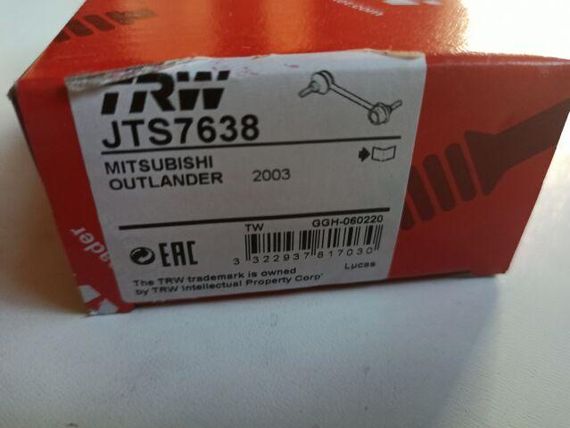 TRW
JTS7638
MITSUBISHI
OUTLANDER 2003
TW GGH-060220
EAC
3 322937 817030
Lucas
The TRW trademark is owned
by TRW Intellectual Property Corp